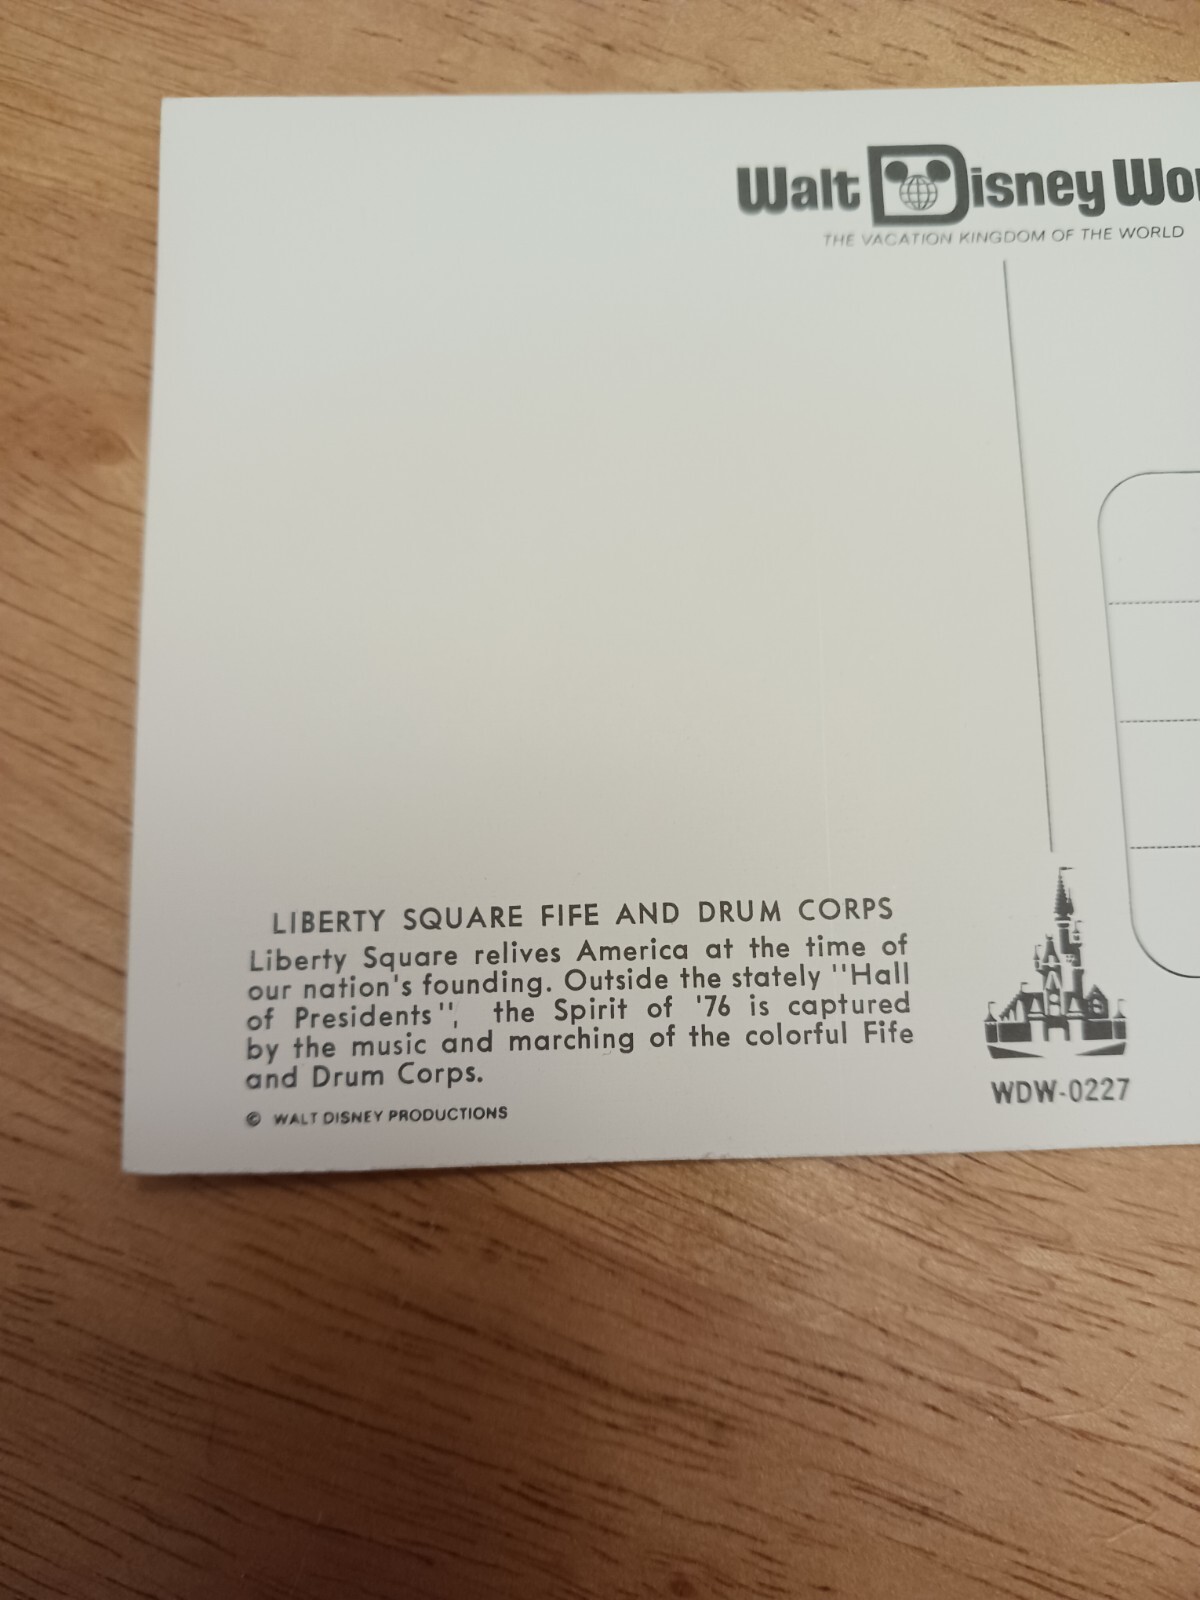 Walt Disney Wor
THE VACATION KINGDOM OF THE WORLD
LIBERTY SQUARE FIFE AND DRUM CORPS
Liberty Square relives America at the time of
our nation's founding. Outside the stately "Hall
of Presidents", the Spirit of '76 is captured
by the music and marching of the colorful Fife
and Drum Corps.
© WALT DISNEY PRODUCTIONS
WDW-0227